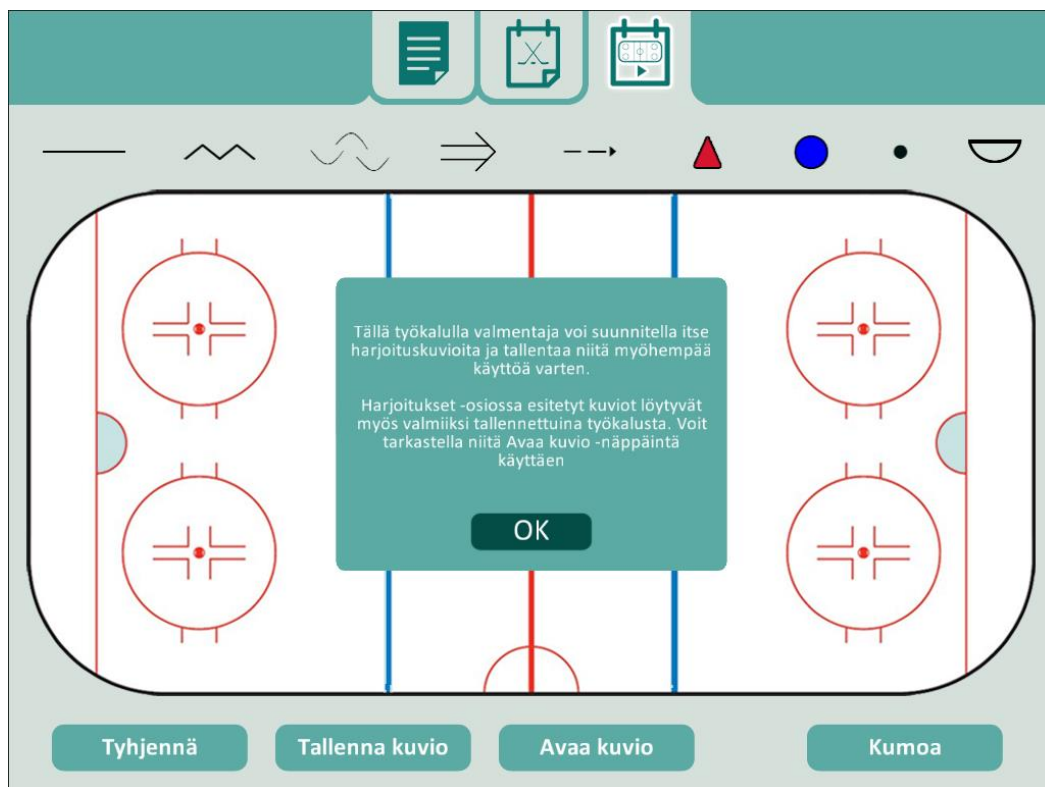 Tällä työkalulla valmentaja voi suunnitella itse
harjoituskuvioita ja tallentaa niitä myöhempää
käyttöä varten.
Harjoitukset -osiossa esitetyt kuviot löytyvät
myös valmiiksi tallennettuina työkalusta. Voit
tarkastella niitä Avaa kuvio -näppäintä
käyttäen
OK
Tyhjennä
Tallenna kuvio
Avaa kuvio
Kumoa